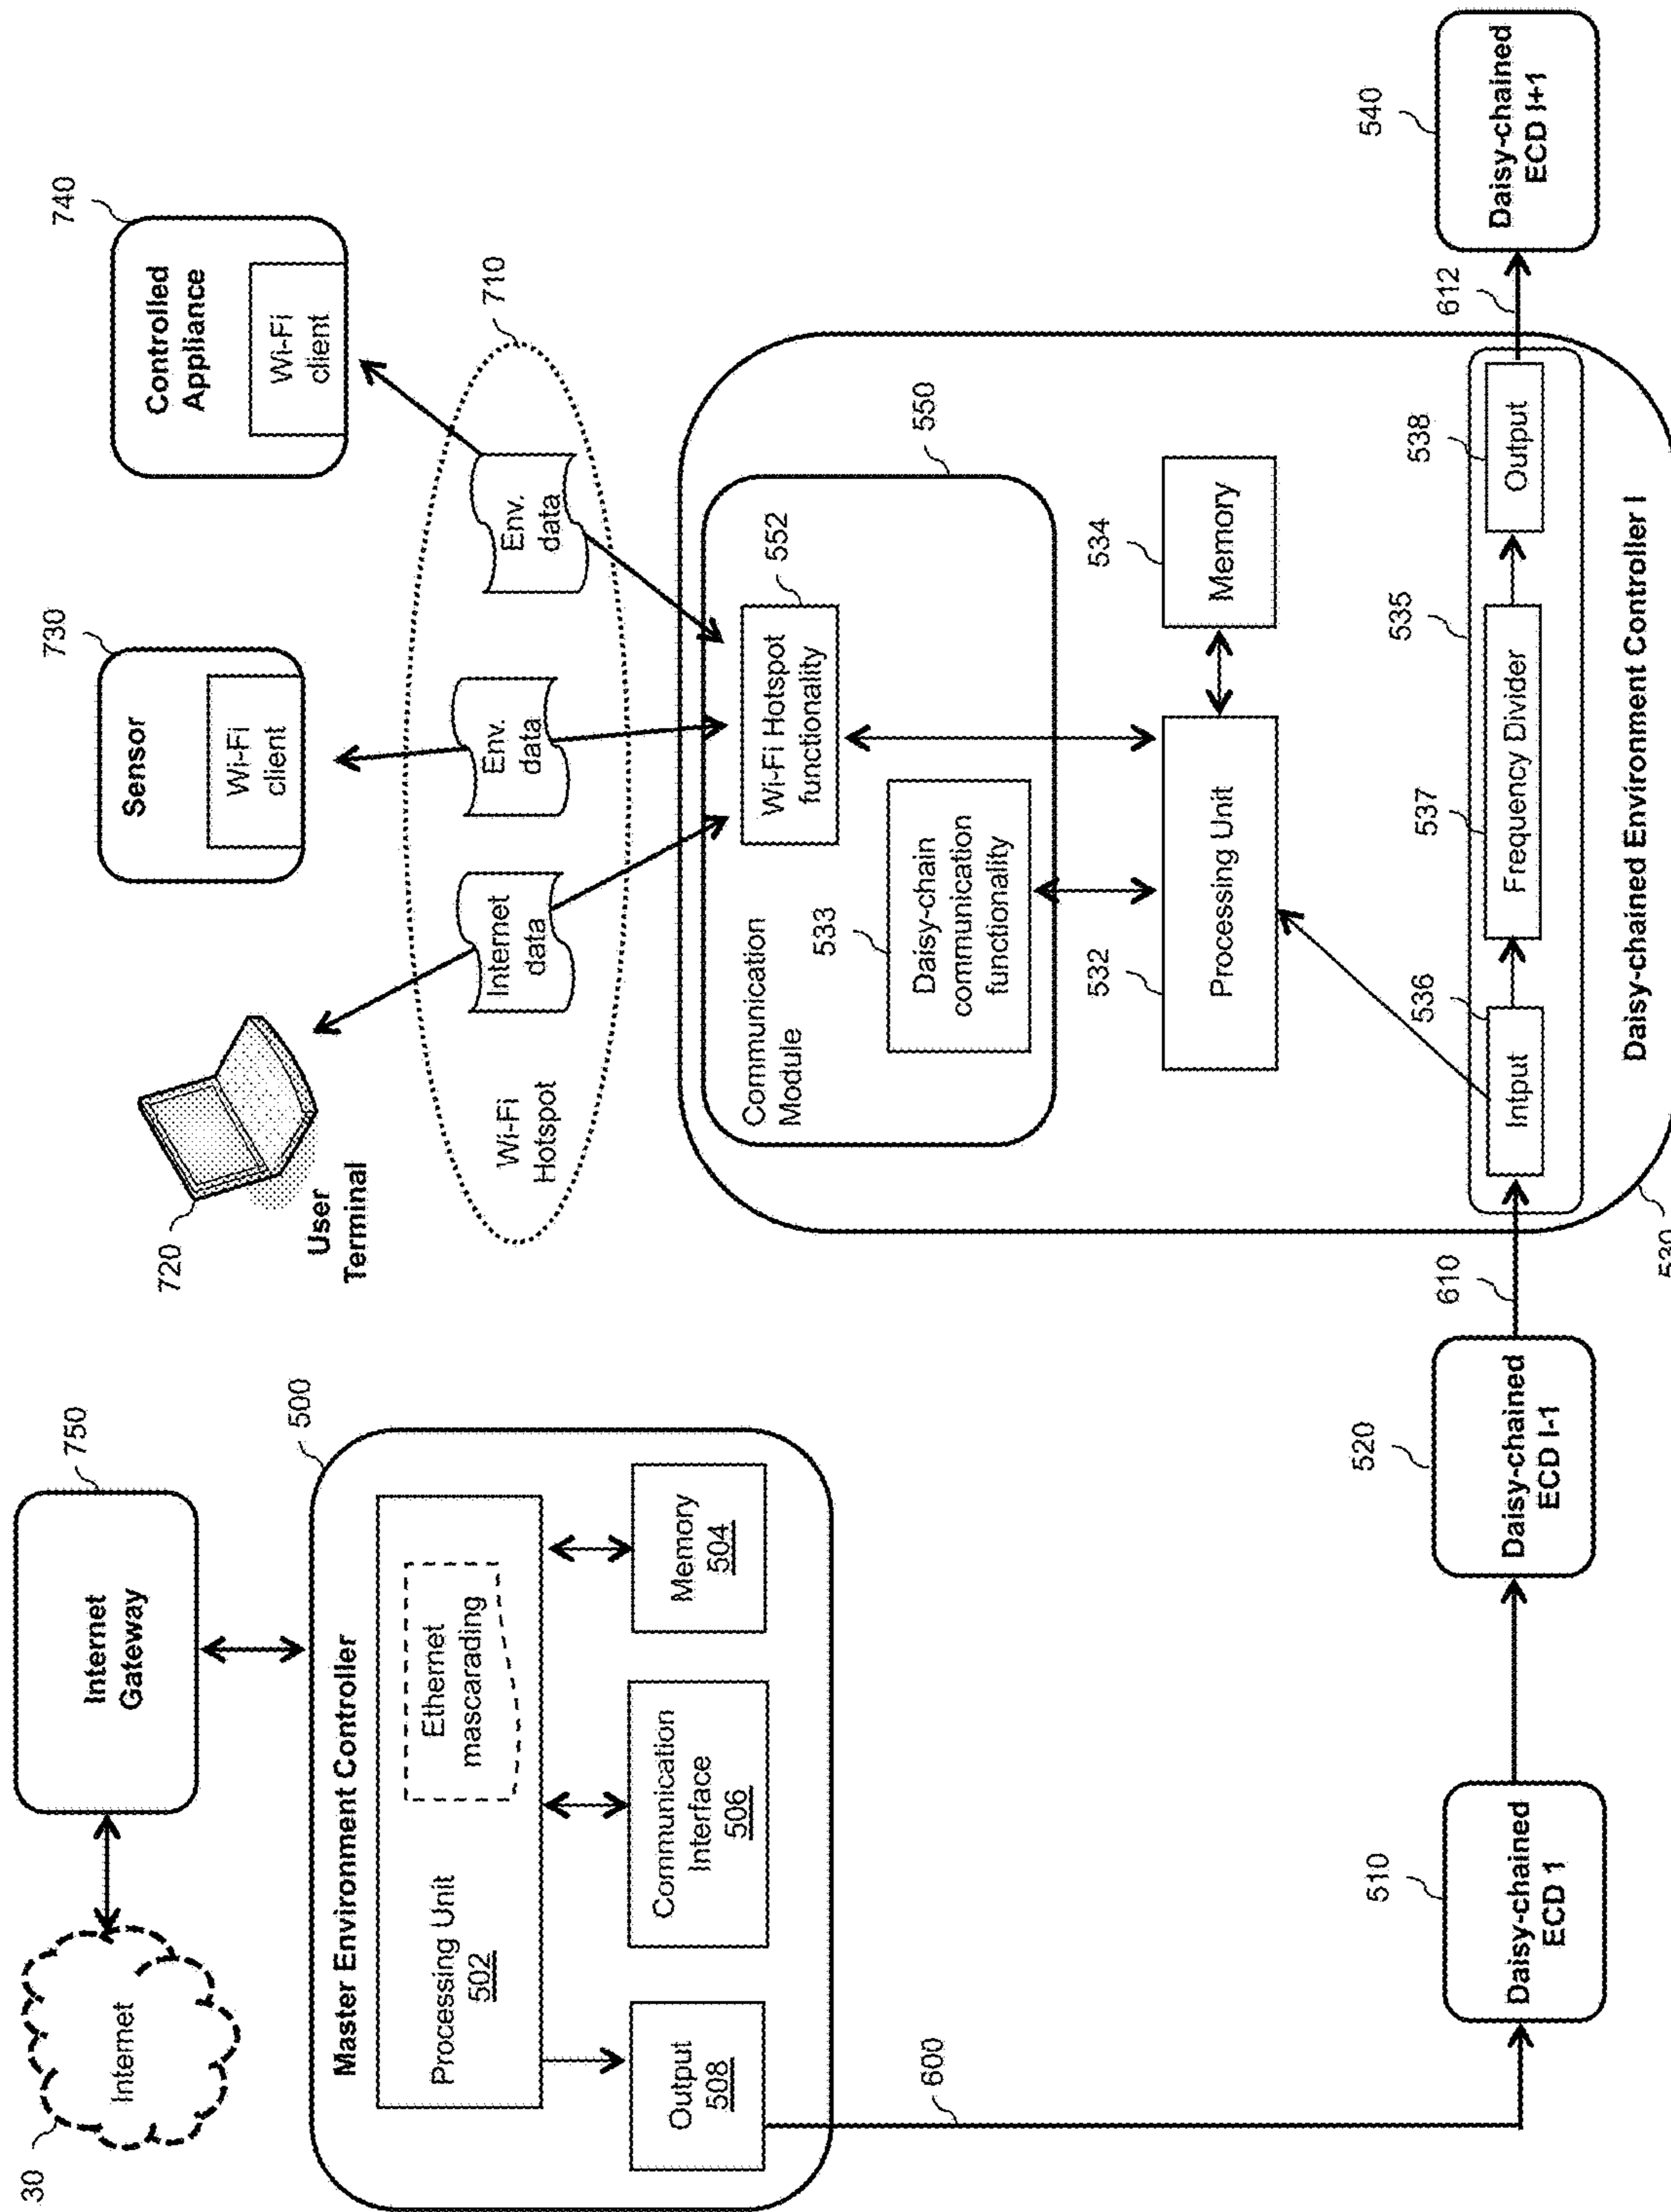 30
Internet
Internet
Gateway
750
500
Master Environment Controller
Processing Unit
502
Ethernet
mascarading
Output
508
Communication
Interface
506
Memory
504
600
Daisy-chained
ECD 1
510
Daisy-chained
ECD I-1
520
610
720
User
Terminal
Sensor
Wi-Fi
client
730
Controlled
Appliance
Wi-Fi
client
740
Wi-Fi
Hotspot
Internet
data
Env.
data
Env.
data
710
Communication
Module
Wi-Fi Hotspot
functionality
552
550
533
Daisy-chain
communication
functionality
532
Processing Unit
534
Memory
536
Intput
537
Frequency Divider
535
538
Output
Daisy-chained Environment Controller I
530
612
540
Daisy-chained
ECD I+1